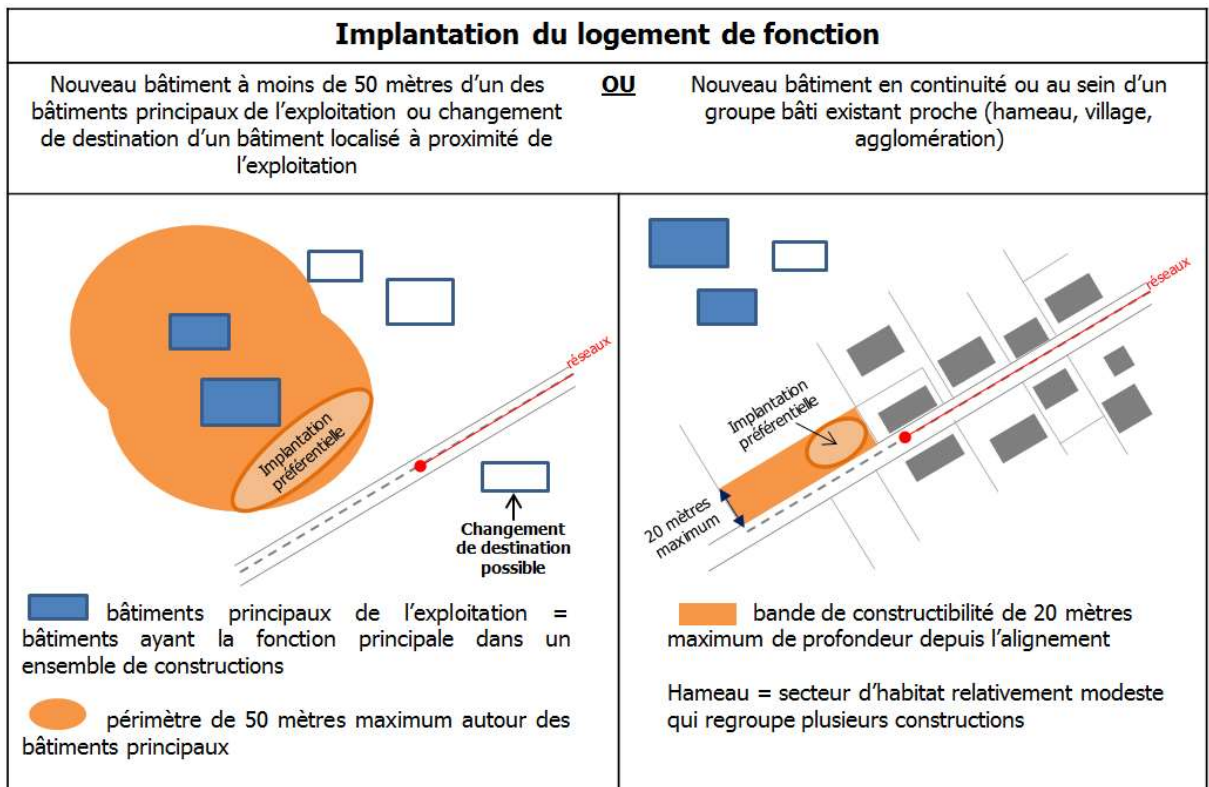 Implantation du logement de fonction
Nouveau bâtiment à moins de 50 mètres d’un des
bâtiments principaux de l’exploitation ou changement
de destination d’un bâtiment localisé à proximité de
l’exploitation
OU
Nouveau bâtiment en continuité ou au sein d’un
groupe bâti existant proche (hameau, village,
agglomération)
réseaux
Implantation
préférentielle
Changement
de destination
possible
bâtiments principaux de l’exploitation =
bâtiments ayant la fonction principale dans un
ensemble de constructions
périmètre de 50 mètres maximum autour des
bâtiments principaux
réseaux
Implantation
préférentielle
20 mètres
maximum
bande de constructibilité de 20 mètres
maximum de profondeur depuis l’alignement
Hameau = secteur d’habitat relativement modeste
qui regroupe plusieurs constructions